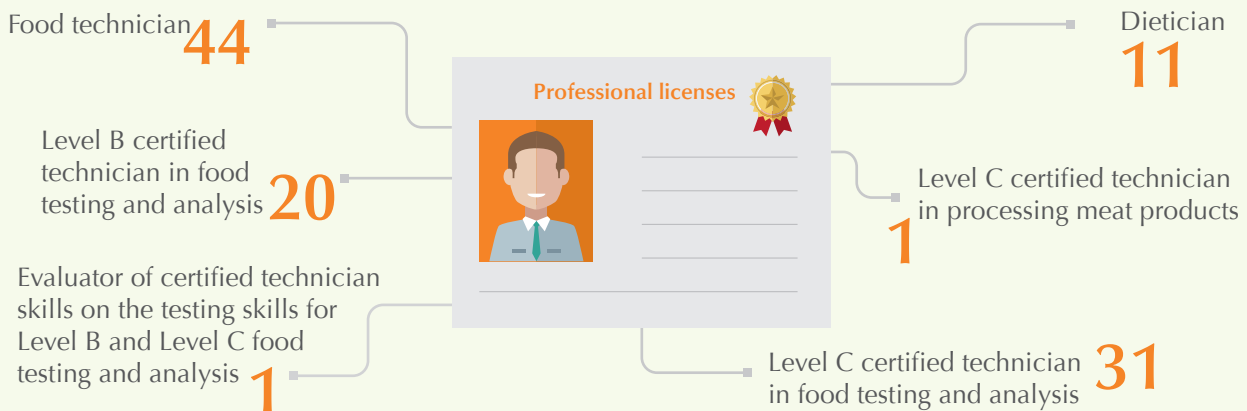 Food technician 44
Level B certified
technician in food
testing and analysis 20
Evaluator of certified technician
skills on the testing skills for
Level B and Level C food
testing and analysis 1
Professional licenses
Dietician
11
Level C certified technician
in processing meat products
1
Level C certified technician
in food testing and analysis
31